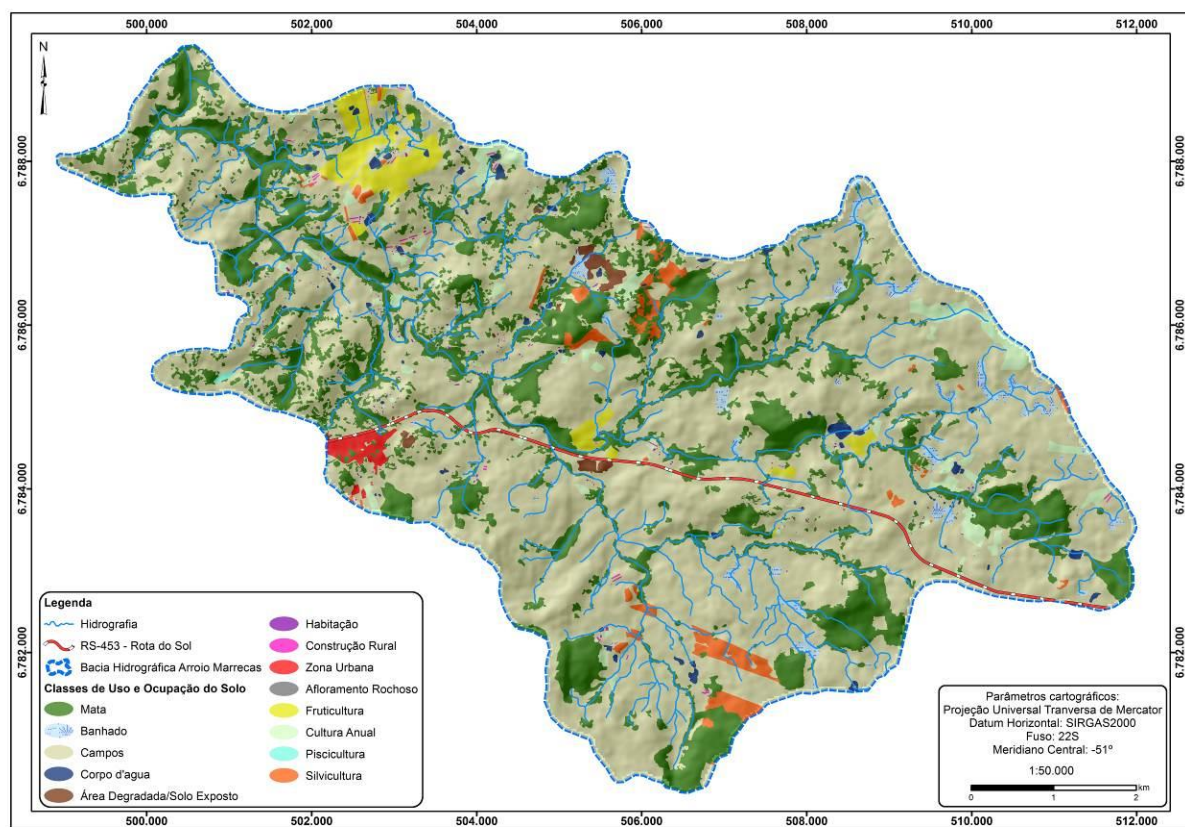 500.000 502.000 504.000 506.000 508.000 510.000 512.000
N
6.788.000 6.788.000
6.786.000 6.786.000
6.784.000 6.784.000
6.782.000 6.782.000
Legenda
Hidrografia
RS-453 - Rota do Sol
Bacia Hidrográfica Arroio Marrecas
Classes de Uso e Ocupação do Solo
Mata
Banhado
Campos
Corpo d'agua
Área Degradada/Solo Exposto
Habitação
Construção Rural
Zona Urbana
Afloramento Rochoso
Fruticultura
Cultura Anual
Piscicultura
Silvicultura
Parâmetros cartográficos:
Projeção Universal Tranversa de Mercator
Datum Horizontal: SIRGAS2000
Fuso: 22S
Meridiano Central: -51º
1:50.000
km
0 1 2
500.000 502.000 504.000 506.000 508.000 510.000 512.000